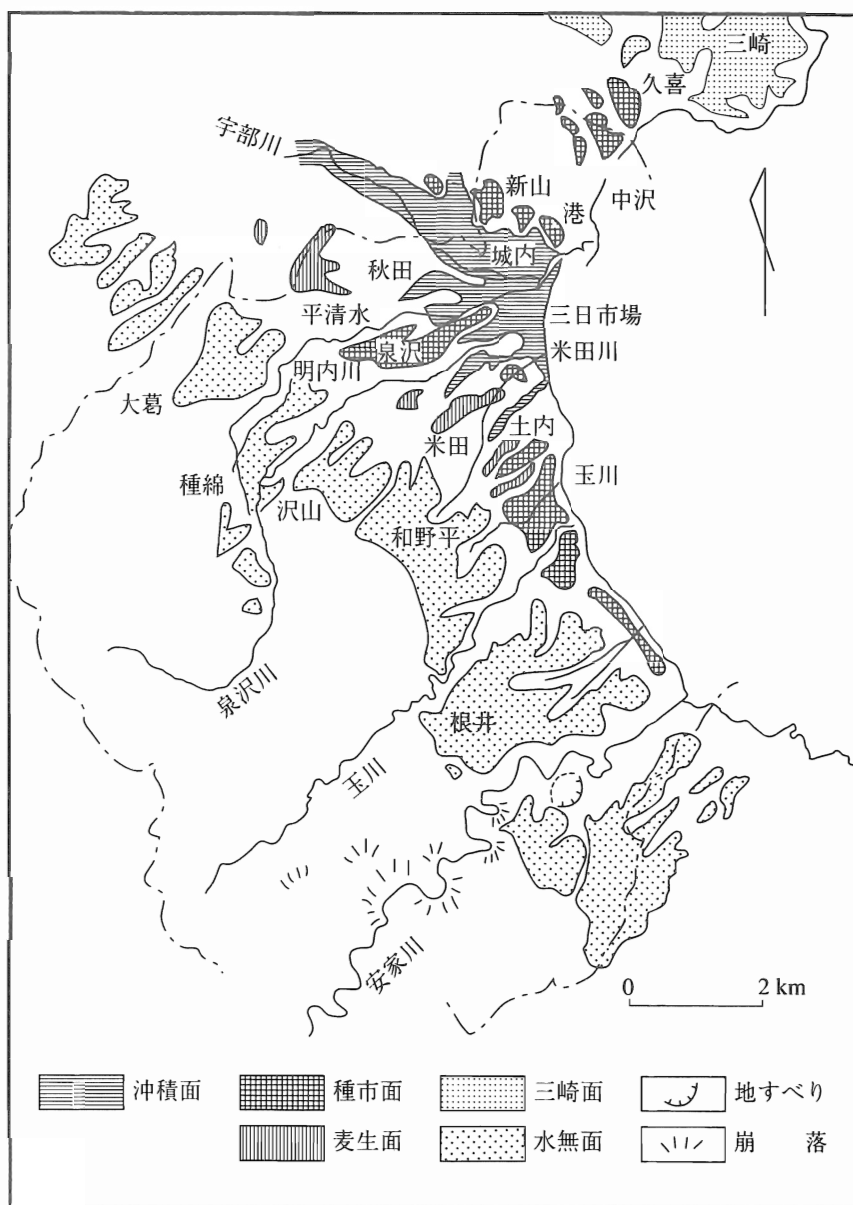 三崎
久喜
宇部川
新山
港
中沢
城内
秋田
平清水
三日市場
泉沢
米田川
明内川
大葛
土内
米田
玉川
種綿
沢山
和野平
泉沢川
根井
玉川
安家川
0 2 km
沖積面 種市面 三崎面 地すべり
麦生面 水無面 崩落